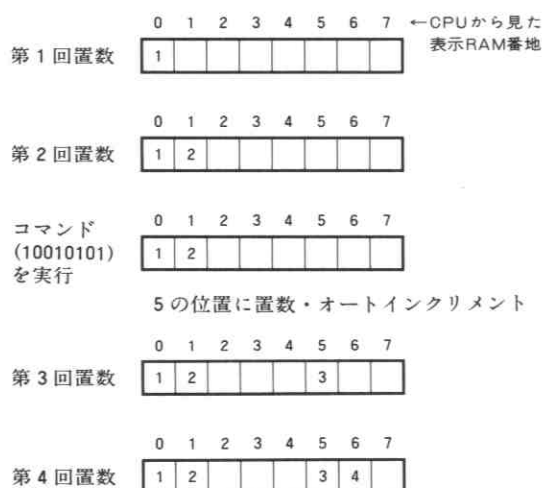 0 1 2 3 4 5 6 7 ←CPUから見た
表示RAM番地
第1回置数 1
0 1 2 3 4 5 6 7
第2回置数 1 2
0 1 2 3 4 5 6 7
コマンド
(10010101) 1 2
を実行
5の位置に置数・オートインクリメント
0 1 2 3 4 5 6 7
第3回置数 1 2 3
0 1 2 3 4 5 6 7
第4回置数 1 2 3 4